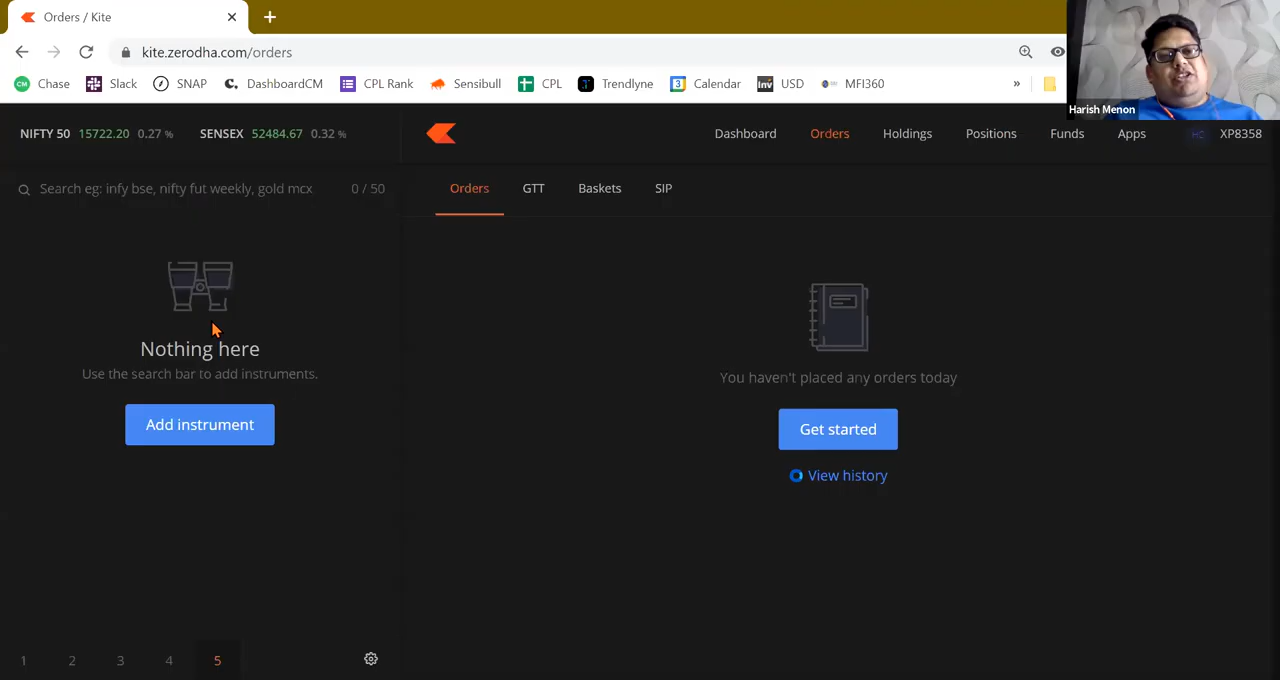 Orders / Kite
kite.zerodha.com/orders
CM Chase Slack SNAP DashboardCM CPL Rank Sensibull CPL Trendlyne 3 Calendar Inv USD MFI360 »
Harish Menon
NIFTY 50 15722.20 0.27 % SENSEX 52484.67 0.32 %
Dashboard Orders Holdings Positions Funds Apps HC XP8358
Search eg: infy bse, nifty fut weekly, gold mcx 0 / 50
Orders GTT Baskets SIP
Nothing here
Use the search bar to add instruments.
Add instrument
You haven't placed any orders today
Get started
View history
1 2 3 4 5